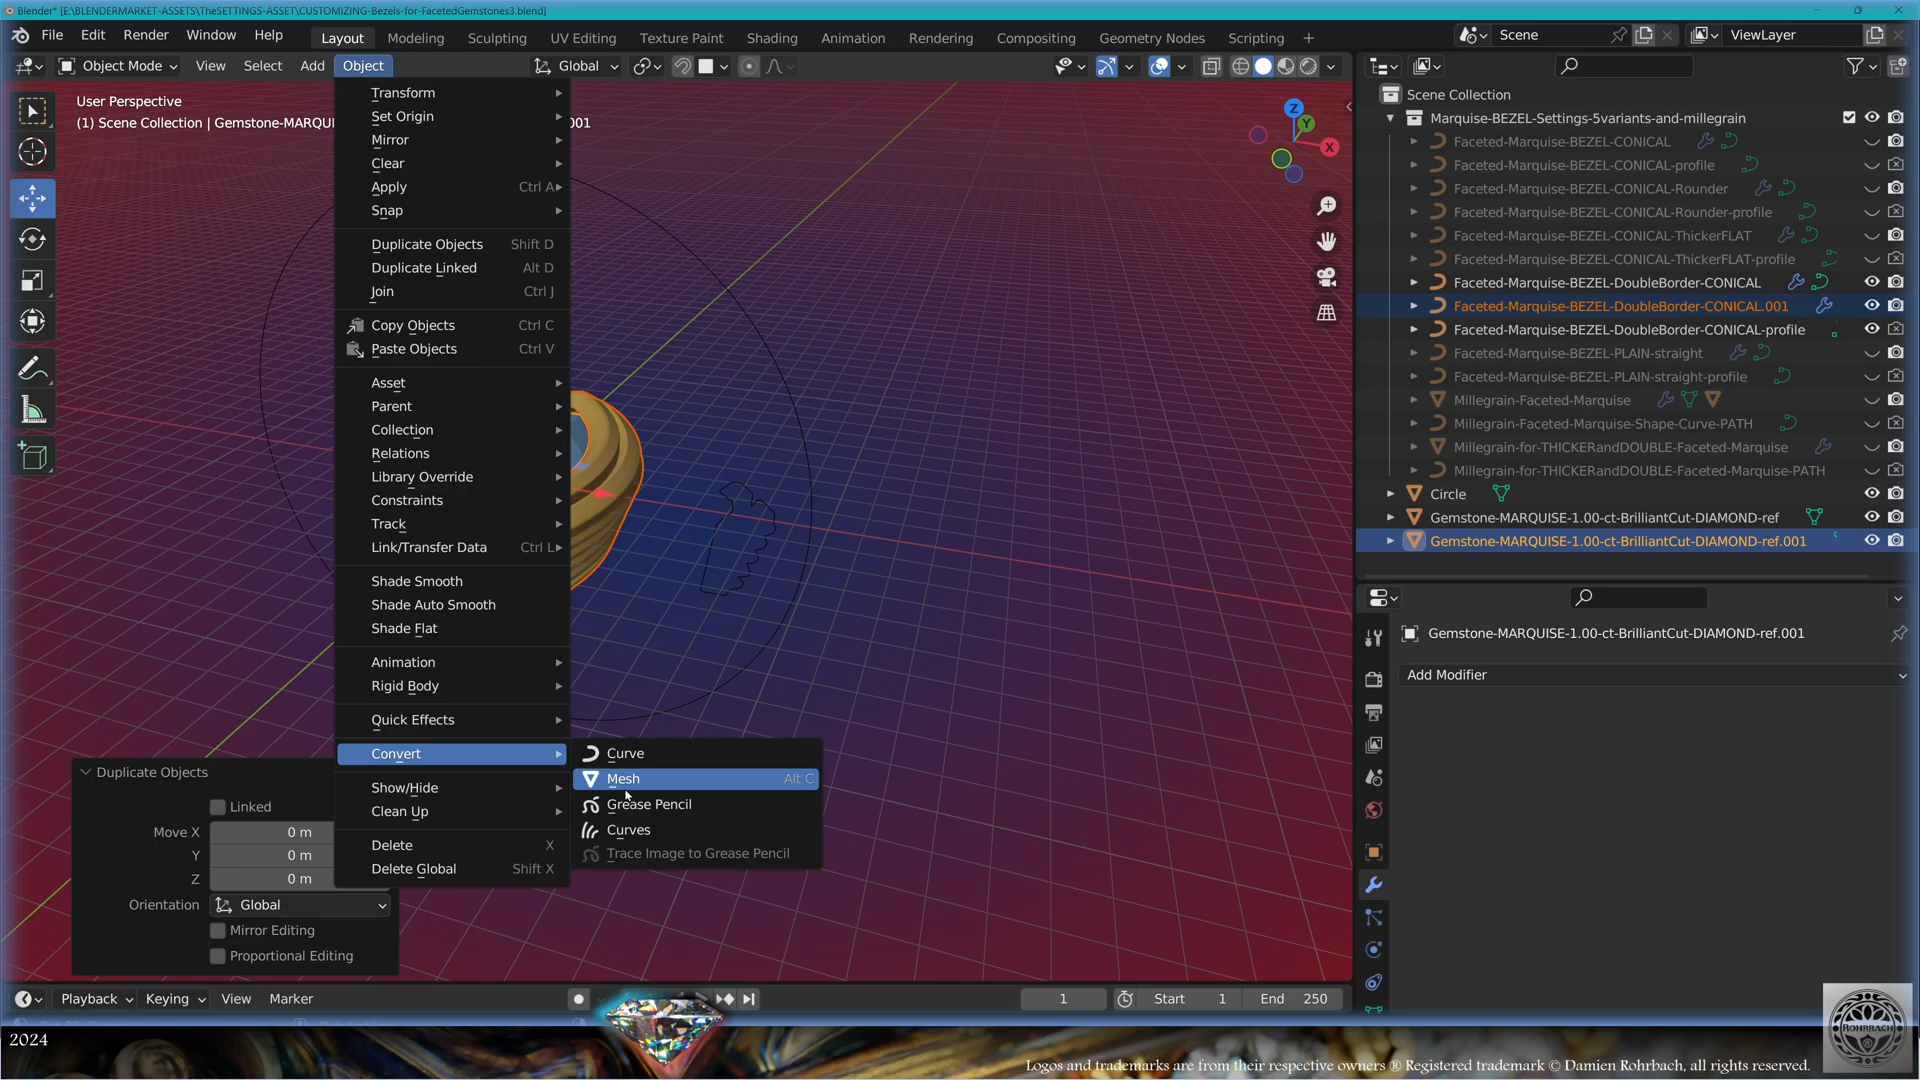 Blender* [E:\BLENDERMARKET-ASSETS\TheSETTINGS-ASSET\CUSTOMIZING-Bezels-for-FacetedGemstones3.blend]
File Edit Render Window Help
Layout Modeling Sculpting UV Editing Texture Paint Shading Animation Rendering Compositing Geometry Nodes Scripting +
Scene
ViewLayer
Object Mode View Select Add Object
Global
User Perspective
(1) Scene Collection | Gemstone-MARQUI
001
Transform
Set Origin
Mirror
Clear
Apply Ctrl A
Snap
Duplicate Objects Shift D
Duplicate Linked Alt D
Join Ctrl J
Copy Objects Ctrl C
Paste Objects Ctrl V
Asset
Parent
Collection
Relations
Library Override
Constraints
Track
Link/Transfer Data Ctrl L
Shade Smooth
Shade Auto Smooth
Shade Flat
Animation
Rigid Body
Quick Effects
Convert
Show/Hide
Clean Up
Delete X
Delete Global Shift X
Curve
Mesh Alt C
Grease Pencil
Curves
Trace Image to Grease Pencil
Z
Y
X
Duplicate Objects
Linked
Move X 0 m
Y 0 m
Z 0 m
Orientation Global
Mirror Editing
Proportional Editing
Scene Collection
Marquise-BEZEL-Settings-5variants-and-millegrain
Faceted-Marquise-BEZEL-CONICAL
Faceted-Marquise-BEZEL-CONICAL-profile
Faceted-Marquise-BEZEL-CONICAL-Rounder
Faceted-Marquise-BEZEL-CONICAL-Rounder-profile
Faceted-Marquise-BEZEL-CONICAL-ThickerFLAT
Faceted-Marquise-BEZEL-CONICAL-ThickerFLAT-profile
Faceted-Marquise-BEZEL-DoubleBorder-CONICAL
Faceted-Marquise-BEZEL-DoubleBorder-CONICAL.001
Faceted-Marquise-BEZEL-DoubleBorder-CONICAL-profile
Faceted-Marquise-BEZEL-PLAIN-straight
Faceted-Marquise-BEZEL-PLAIN-straight-profile
Millegrain-Faceted-Marquise
Millegrain-Faceted-Marquise-Shape-Curve-PATH
Millegrain-for-THICKERandDOUBLE-Faceted-Marquise
Millegrain-for-THICKERandDOUBLE-Faceted-Marquise-PATH
Circle
Gemstone-MARQUISE-1.00-ct-BrilliantCut-DIAMOND-ref
Gemstone-MARQUISE-1.00-ct-BrilliantCut-DIAMOND-ref.001
Gemstone-MARQUISE-1.00-ct-BrilliantCut-DIAMOND-ref.001
Add Modifier
Playback Keying View Marker
1
Start 1
End 250
2024
ROHRBACH
®
Logos and trademarks are from their respective owners ® Registered trademark © Damien Rohrbach, all rights reserved.